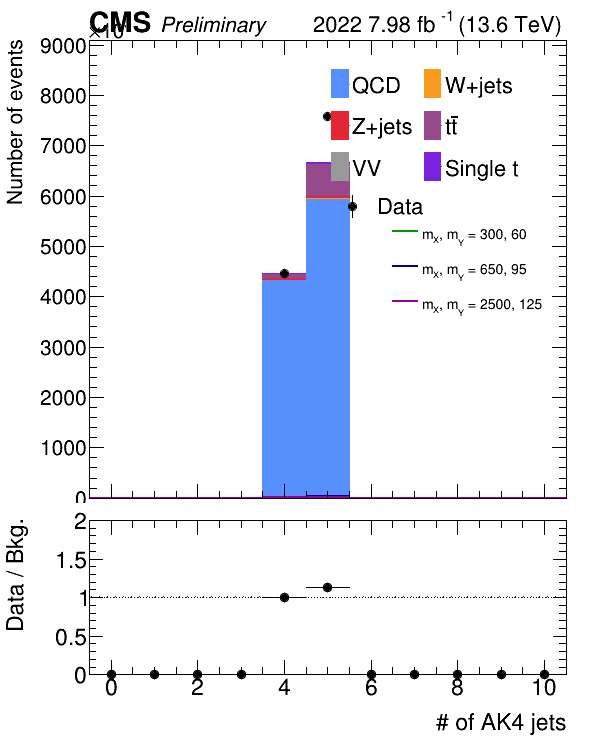 CMS Preliminary 2022 7.98 fb⁻¹ (13.6 TeV)
Number of events
9000
8000
7000
6000
5000
4000
3000
2000
1000
0
QCD W+jets
Z+jets tt̄
VV Single t
Data
m_X, m_Y = 300, 60
m_X, m_Y = 650, 95
m_X, m_Y = 2500, 125
Data / Bkg.
2
1.5
1
0.5
0
0 2 4 6 8 10
# of AK4 jets